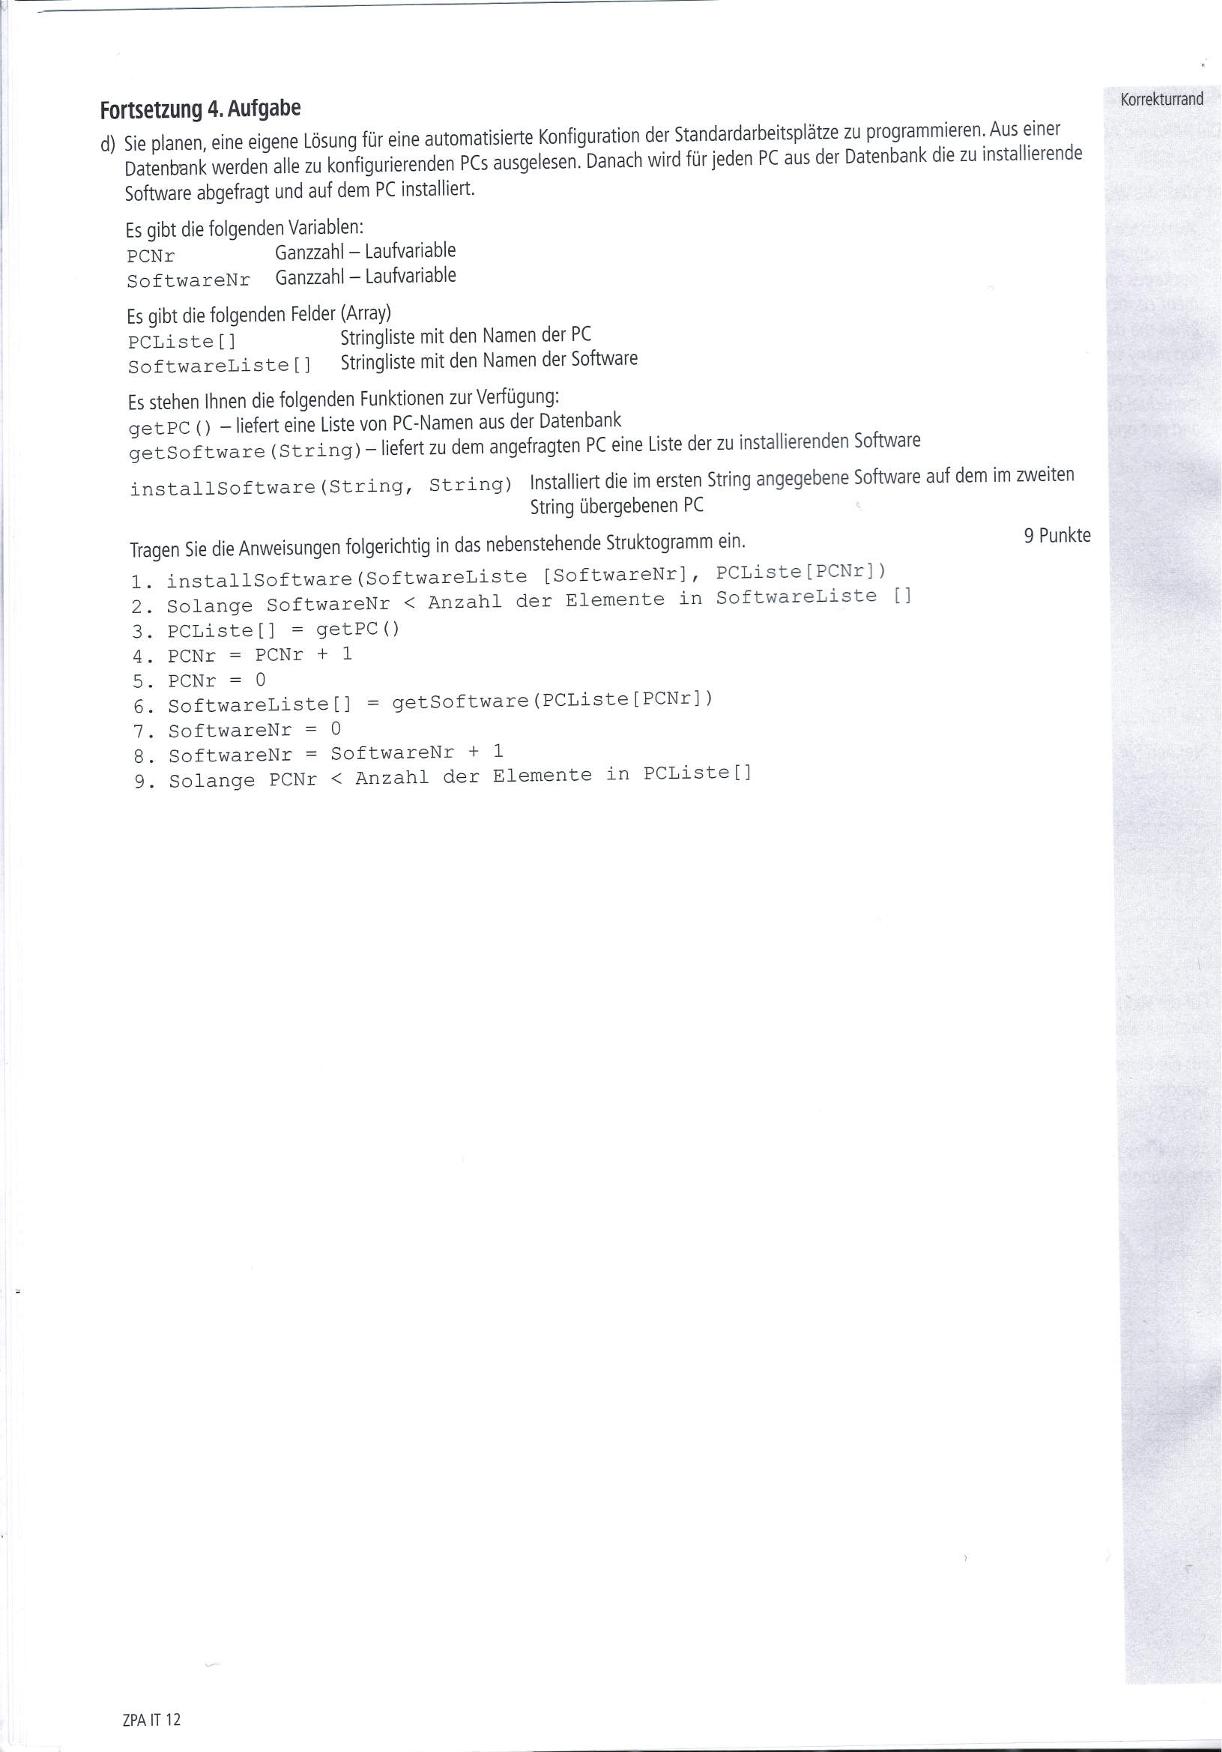 Korrekturrand
Fortsetzung 4. Aufgabe
d) Sie planen, eine eigene Lösung für eine automatisierte Konfiguration der Standardarbeitsplätze zu programmieren. Aus einer
Datenbank werden alle zu konfigurierenden PCs ausgelesen. Danach wird für jeden PC aus der Datenbank die zu installierende
Software abgefragt und auf dem PC installiert.
Es gibt die folgenden Variablen:
PCNr Ganzzahl – Laufvariable
SoftwareNr Ganzzahl – Laufvariable
Es gibt die folgenden Felder (Array)
PCListe[] Stringliste mit den Namen der PC
SoftwareListe[] Stringliste mit den Namen der Software
Es stehen Ihnen die folgenden Funktionen zur Verfügung:
getPC() – liefert eine Liste von PC-Namen aus der Datenbank
getSoftware(String) – liefert zu dem angefragten PC eine Liste der zu installierenden Software
installSoftware(String, String) Installiert die im ersten String angegebene Software auf dem im zweiten
String übergebenen PC
Tragen Sie die Anweisungen folgerichtig in das nebenstehende Struktogramm ein. 9 Punkte
1. installSoftware(SoftwareListe [SoftwareNr], PCListe[PCNr])
2. Solange SoftwareNr < Anzahl der Elemente in SoftwareListe []
3. PCListe[] = getPC()
4. PCNr = PCNr + 1
5. PCNr = 0
6. SoftwareListe[] = getSoftware(PCListe[PCNr])
7. SoftwareNr = 0
8. SoftwareNr = SoftwareNr + 1
9. Solange PCNr < Anzahl der Elemente in PCListe[]
ZPA IT 12